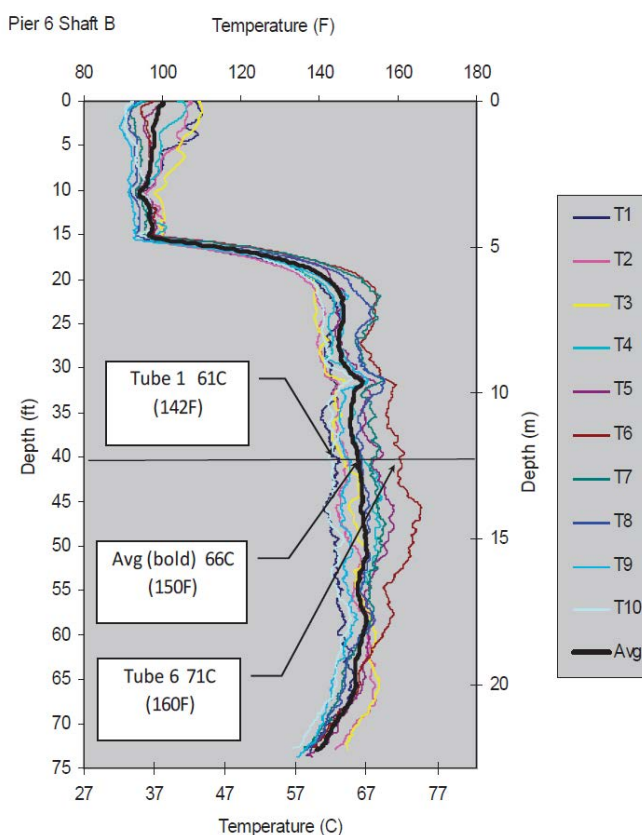 Pier 6 Shaft B
Temperature (F)
80 100 120 140 160 180
0
5
10
15
20
25
30
35
40
45
50
55
60
65
70
75
Depth (ft)
0
5
10
15
20
Depth (m)
Tube 1 61C
(142F)
Avg (bold) 66C
(150F)
Tube 6 71C
(160F)
27 37 47 57 67 77
Temperature (C)
T1
T2
T3
T4
T5
T6
T7
T8
T9
T10
Avg